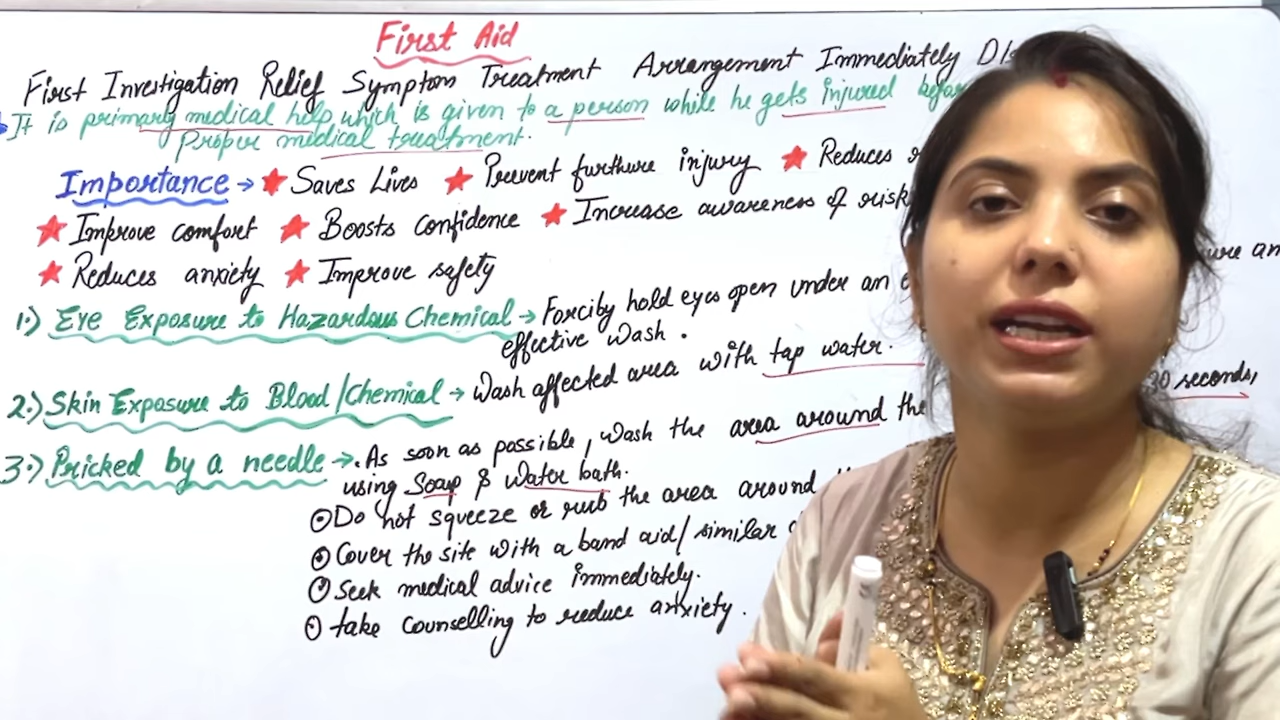 First Aid
First Investigation Relief Symptom Treatment Arrangement Immediately
It is primary medical help which is given to a person while he gets injured
Proper medical treatment.
Importance → ★ Saves Lives ★ Prevent furthure injury ★ Reduces
★ Improve comfort ★ Boosts confidence ★ Increase awareness of risk
★ Reduces anxiety ★ Improve safety
1.) Eye Exposure to Hazardous Chemical → Forcibly hold eyes open under an
effective wash.
2.) Skin Exposure to Blood/Chemical → Wash affected area with tap water. 30 seconds,
3.) Pricked by a needle → . As soon as possible, wash the area around the
using Soap & Water bath.
⊙ Do not squeeze or rub the area around
⊙ Cover the site with a band aid/ similar
⊙ Seek medical advice immediately.
⊙ take counselling to reduce anxiety.